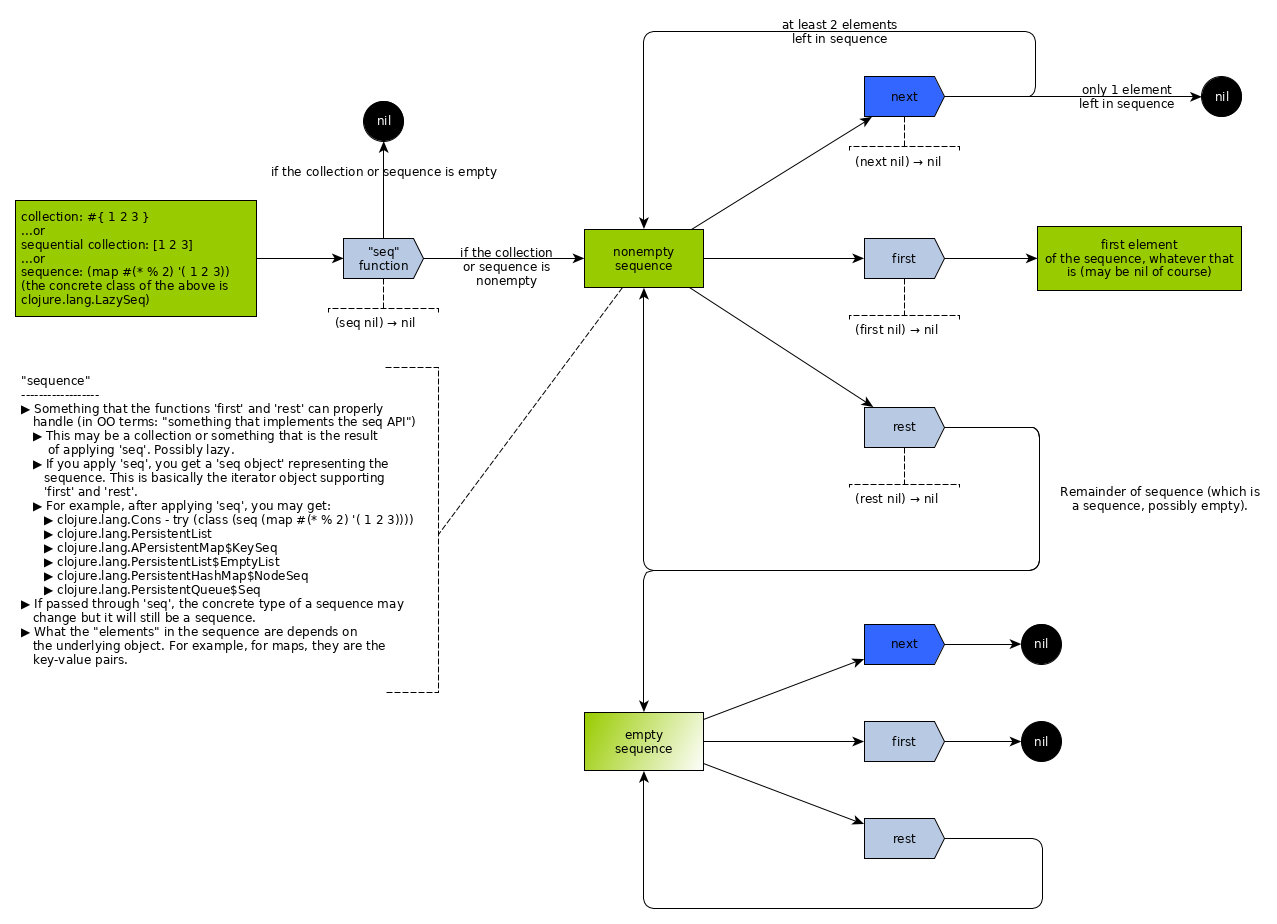 at least 2 elements
left in sequence
next
only 1 element
left in sequence
nil
(next nil) → nil
nil
if the collection or sequence is empty
collection: #{ 1 2 3 }
...or
sequential collection: [1 2 3]
...or
sequence: (map #(* % 2) '( 1 2 3))
(the concrete class of the above is
clojure.lang.LazySeq)
"seq"
function
(seq nil) → nil
if the collection
or sequence is
nonempty
nonempty
sequence
first
(first nil) → nil
first element
of the sequence, whatever that
is (may be nil of course)
rest
(rest nil) → nil
Remainder of sequence (which is
a sequence, possibly empty).
"sequence"
------------------
▶ Something that the functions 'first' and 'rest' can properly
handle (in OO terms: "something that implements the seq API")
▶ This may be a collection or something that is the result
of applying 'seq'. Possibly lazy.
▶ If you apply 'seq', you get a 'seq object' representing the
sequence. This is basically the iterator object supporting
'first' and 'rest'.
▶ For example, after applying 'seq', you may get:
▶ clojure.lang.Cons - try (class (seq (map #(* % 2) '( 1 2 3))))
▶ clojure.lang.PersistentList
▶ clojure.lang.APersistentMap$KeySeq
▶ clojure.lang.PersistentList$EmptyList
▶ clojure.lang.PersistentHashMap$NodeSeq
▶ clojure.lang.PersistentQueue$Seq
▶ If passed through 'seq', the concrete type of a sequence may
change but it will still be a sequence.
▶ What the "elements" in the sequence are depends on
the underlying object. For example, for maps, they are the
key-value pairs.
next
nil
empty
sequence
first
nil
rest